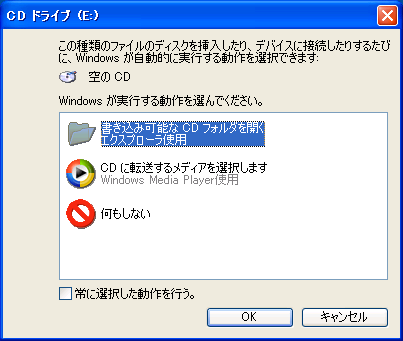 CD ドライブ (E:)
この種類のファイルのディスクを挿入したり、デバイスに接続したりするたび
に、Windows が自動的に実行する動作を選択できます:
空の CD
Windows が実行する動作を選んでください。
書き込み可能な CD フォルダを開く
エクスプローラ使用
CD に転送するメディアを選択します
Windows Media Player使用
何もしない
常に選択した動作を行う。
OK
キャンセル